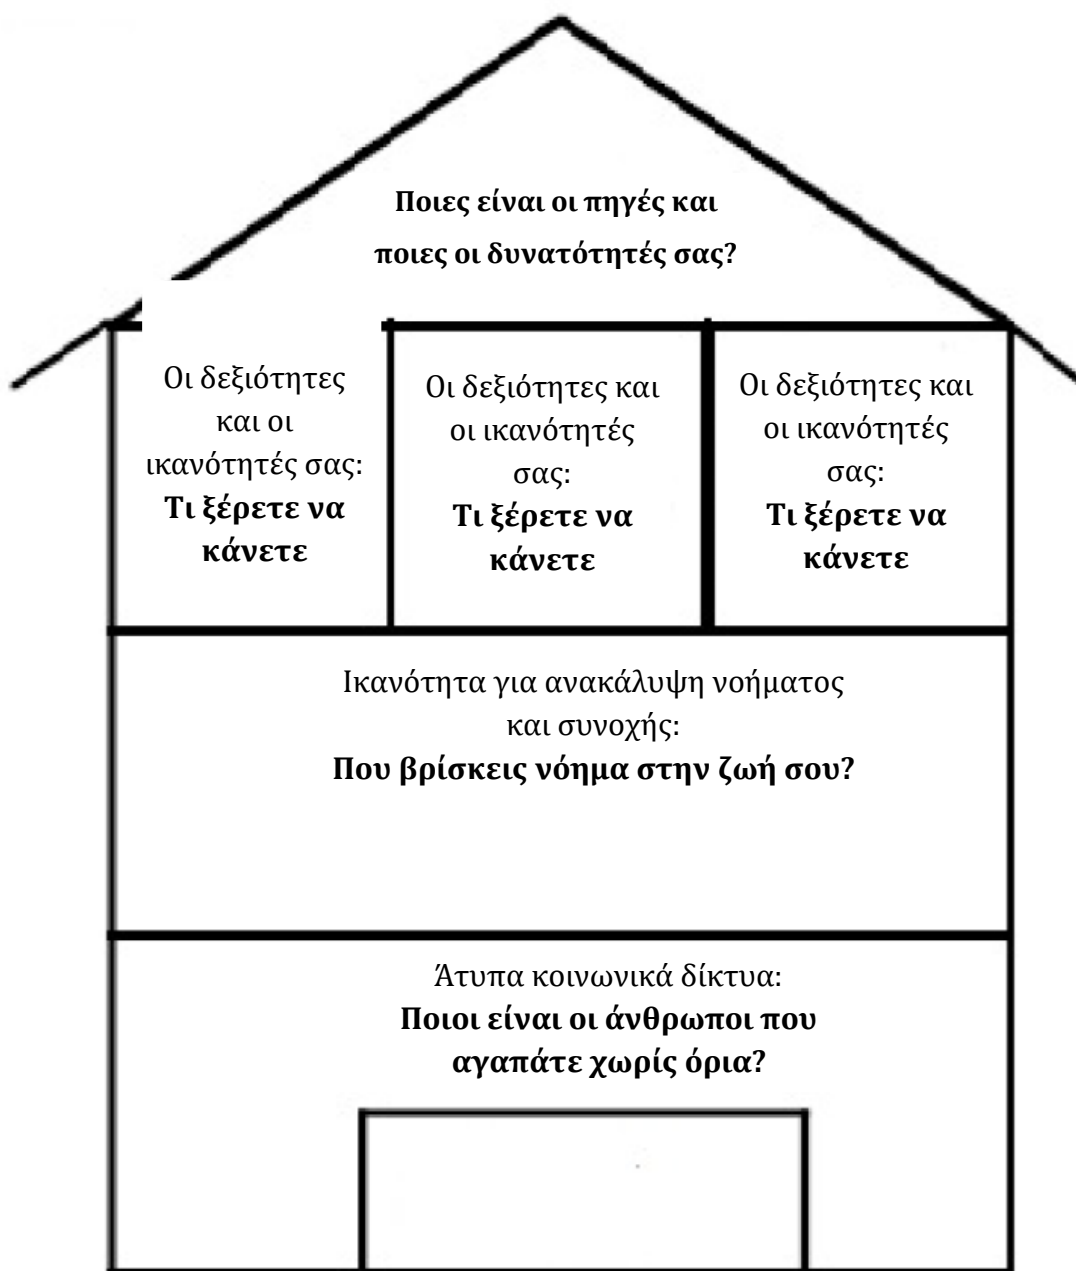 Ποιες είναι οι πηγές και
ποιες οι δυνατότητές σας?
Οι δεξιότητες
και οι
ικανότητές σας:
Τι ξέρετε να
κάνετε
Οι δεξιότητες και
οι ικανότητές
σας:
Τι ξέρετε να
κάνετε
Οι δεξιότητες και
οι ικανότητές
σας:
Τι ξέρετε να
κάνετε
Ικανότητα για ανακάλυψη νοήματος
και συνοχής:
Που βρίσκεις νόημα στην ζωή σου?
Άτυπα κοινωνικά δίκτυα:
Ποιοι είναι οι άνθρωποι που
αγαπάτε χωρίς όρια?